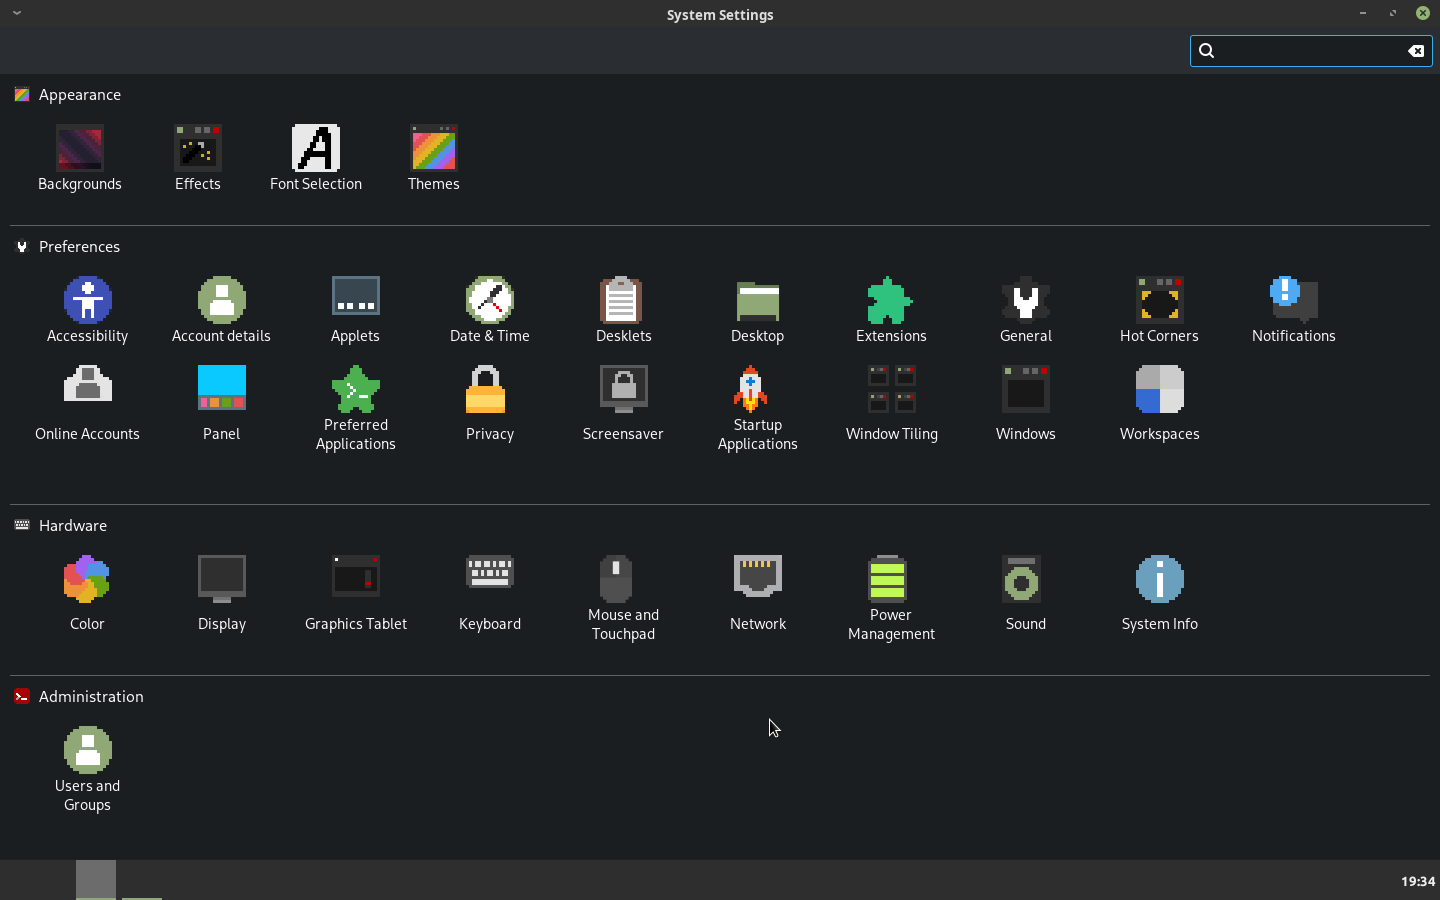 System Settings
Appearance
Backgrounds
Effects
Font Selection
Themes
Preferences
Accessibility
Account details
Applets
Date & Time
Desklets
Desktop
Extensions
General
Hot Corners
Notifications
Online Accounts
Panel
Preferred
Applications
Privacy
Screensaver
Startup
Applications
Window Tiling
Windows
Workspaces
Hardware
Color
Display
Graphics Tablet
Keyboard
Mouse and
Touchpad
Network
Power
Management
Sound
System Info
Administration
Users and
Groups
19:34